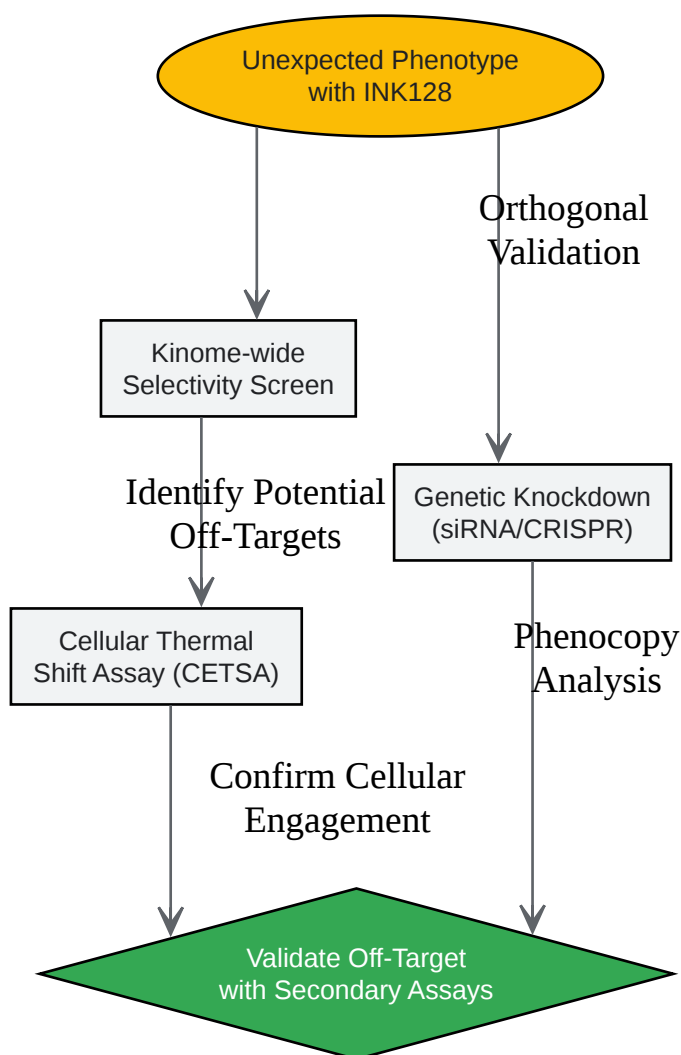 Unexpected Phenotype
with INK128
Orthogonal
Validation
Kinome-wide
Selectivity Screen
Identify Potential
Off-Targets
Genetic Knockdown
(siRNA/CRISPR)
Cellular Thermal
Shift Assay (CETSA)
Phenocopy
Analysis
Confirm Cellular
Engagement
Validate Off-Target
with Secondary Assays